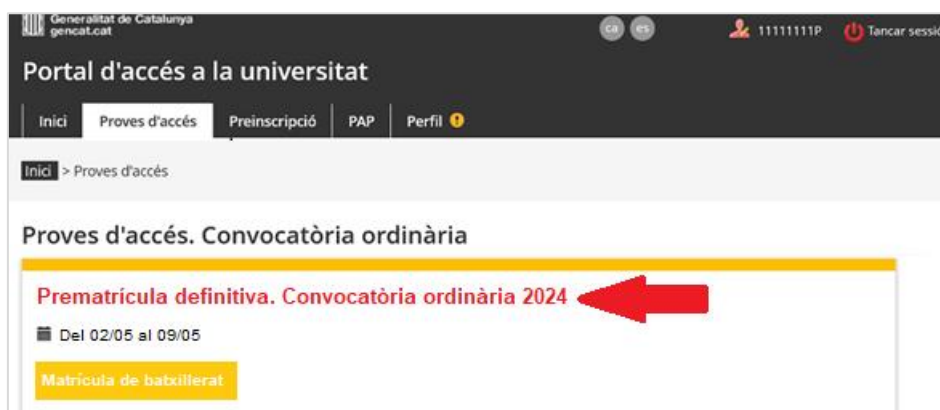 Generalitat de Catalunya
gencat.cat
ca es 11111111P Tancar sessió
Portal d'accés a la universitat
Inici Proves d'accés Preinscripció PAP Perfil !
Inici > Proves d'accés
Proves d'accés. Convocatòria ordinària
Prematrícula definitiva. Convocatòria ordinària 2024
Del 02/05 al 09/05
Matrícula de batxillerat